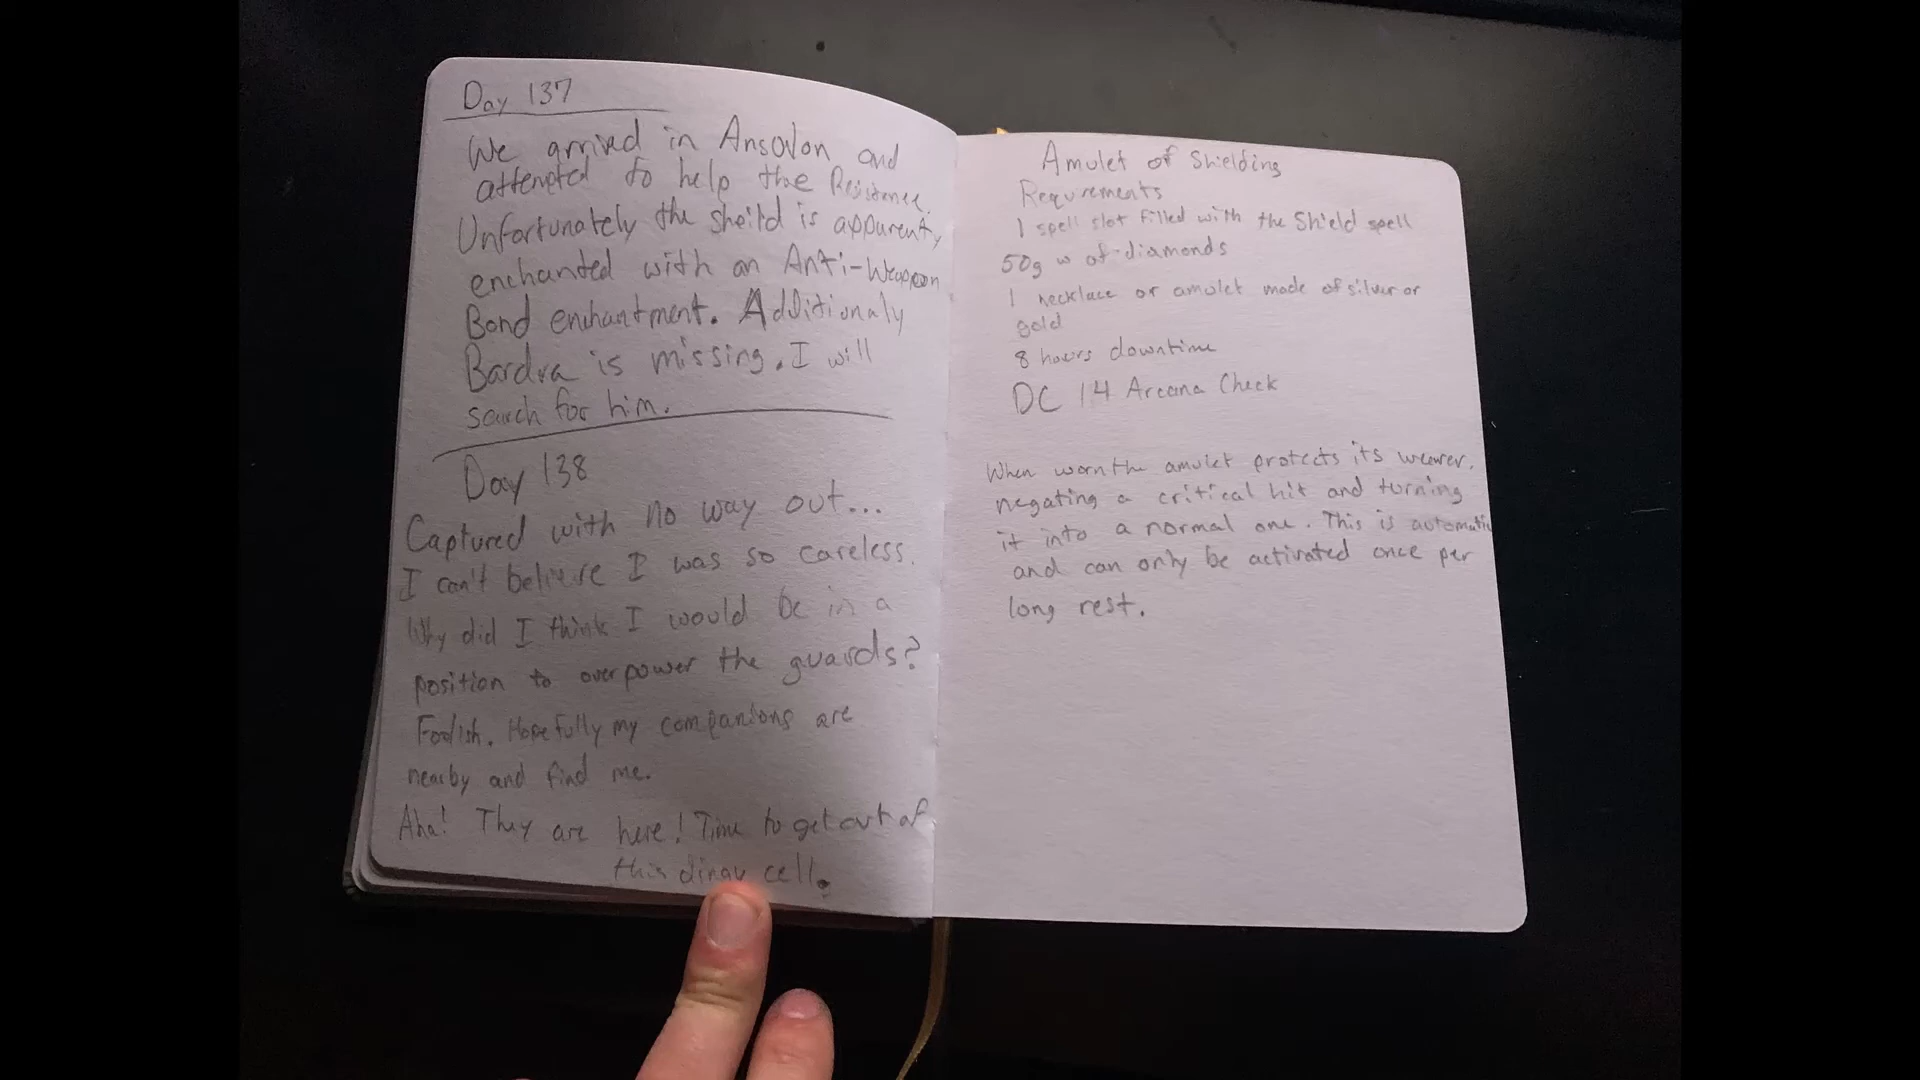 Day 137
We arrived in Ansolon and
attempted to help the Resistence.
Unfortunately the sheild is apparenty
enchanted with an Anti-Weapon
Bond enchantment. Additionaly
is missing. I will
search for him.
Day 138
Captured with no way out...
I can't believe I was so careless.
Why did I think I would be in a
position to overpower the guards?
Foolish. Hopefully my companions are
nearby and find me.
Aha! They are here! Time to get out of
this dingy cell.
Amulet of Shielding
Requrements
1 spell slot filled with the Shield spell
50g w of diamonds
1 necklace or amulet made of silver or
gold
8 hours downtime
DC 14 Arcana Check
When worn the amulet protects its wearer,
negating a critical hit and turning
it into a normal one. This is automatic
and can only be activated once per
long rest.